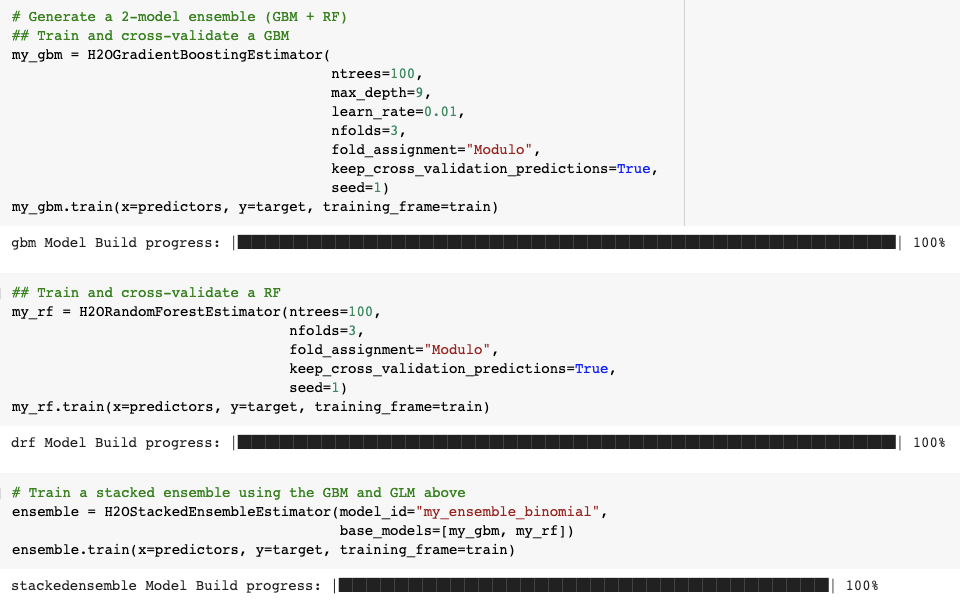 # Generate a 2-model ensemble (GBM + RF)
## Train and cross-validate a GBM
my_gbm = H2OGradientBoostingEstimator(
ntrees=100,
max_depth=9,
learn_rate=0.01,
nfolds=3,
fold_assignment="Modulo",
keep_cross_validation_predictions=True,
seed=1)
my_gbm.train(x=predictors, y=target, training_frame=train)
gbm Model Build progress: |███████████████████████████████████████████████| 100%
## Train and cross-validate a RF
my_rf = H2ORandomForestEstimator(ntrees=100,
nfolds=3,
fold_assignment="Modulo",
keep_cross_validation_predictions=True,
seed=1)
my_rf.train(x=predictors, y=target, training_frame=train)
drf Model Build progress: |███████████████████████████████████████████████| 100%
# Train a stacked ensemble using the GBM and GLM above
ensemble = H2OStackedEnsembleEstimator(model_id="my_ensemble_binomial",
base_models=[my_gbm, my_rf])
ensemble.train(x=predictors, y=target, training_frame=train)
stackedensemble Model Build progress: |███████████████████████████████████| 100%